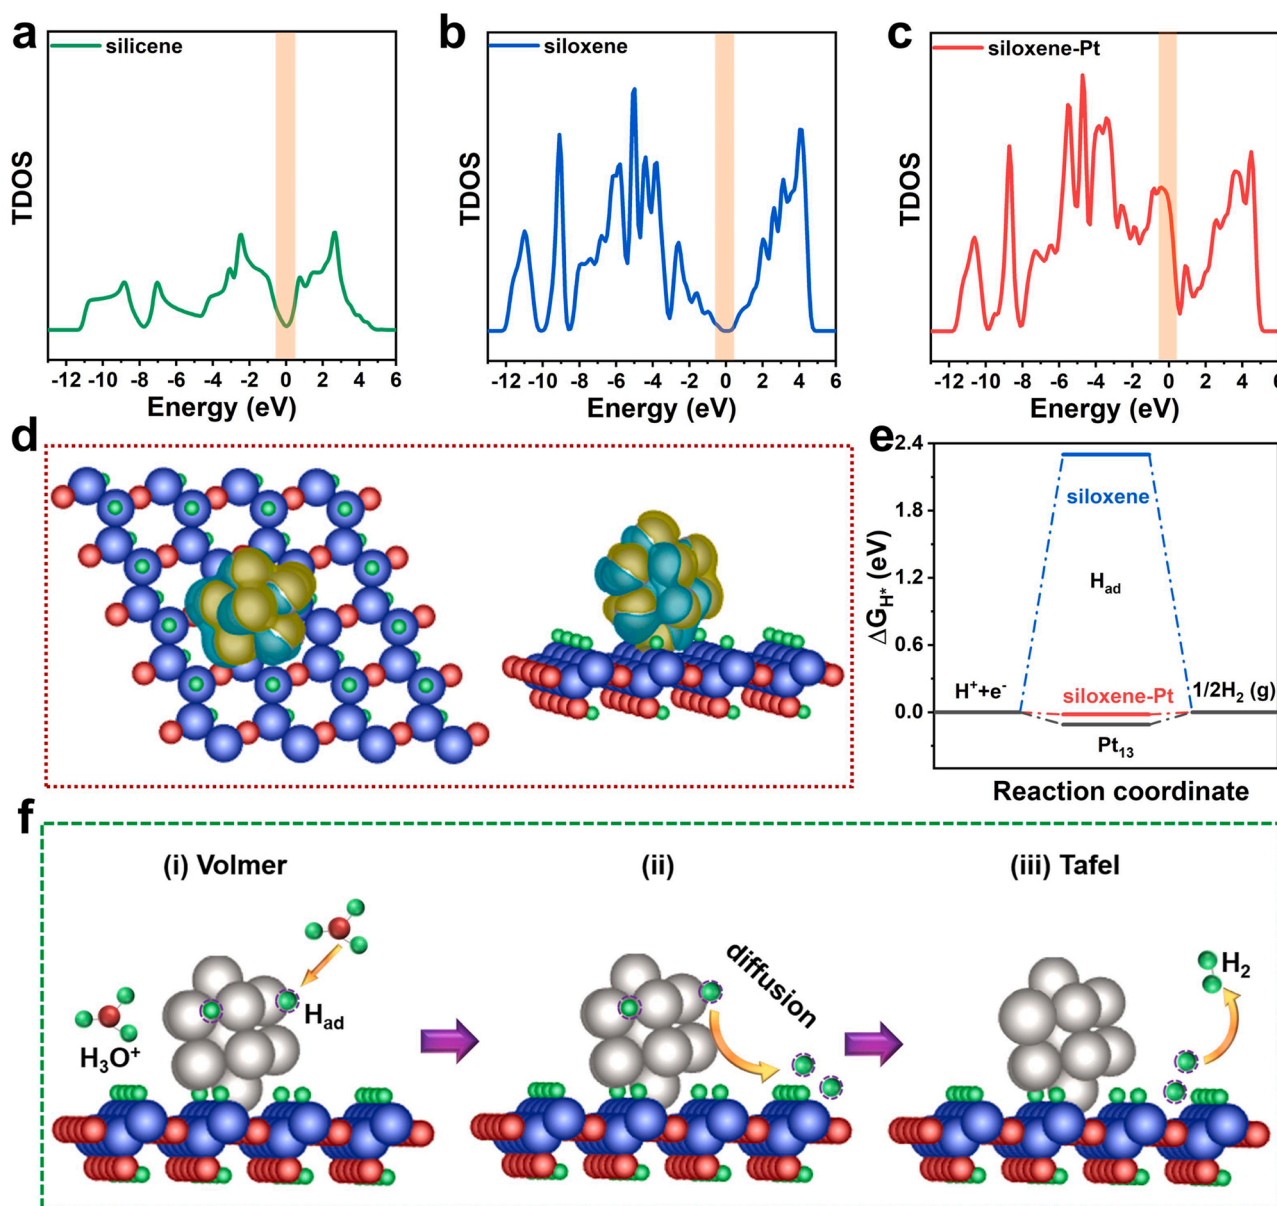 a
silicene
TDOS
-12 -10 -8 -6 -4 -2 0 2 4 6
Energy (eV)
b
siloxene
TDOS
-12 -10 -8 -6 -4 -2 0 2 4 6
Energy (eV)
c
siloxene-Pt
TDOS
-12 -10 -8 -6 -4 -2 0 2 4 6
Energy (eV)
d
e
2.4
1.8
1.2
0.6
0.0
ΔG_H* (eV)
siloxene
H_ad
H⁺+e⁻
siloxene-Pt
1/2H₂ (g)
Pt₁₃
Reaction coordinate
f
(i) Volmer
(ii)
(iii) Tafel
H₃O⁺
H_ad
diffusion
H₂